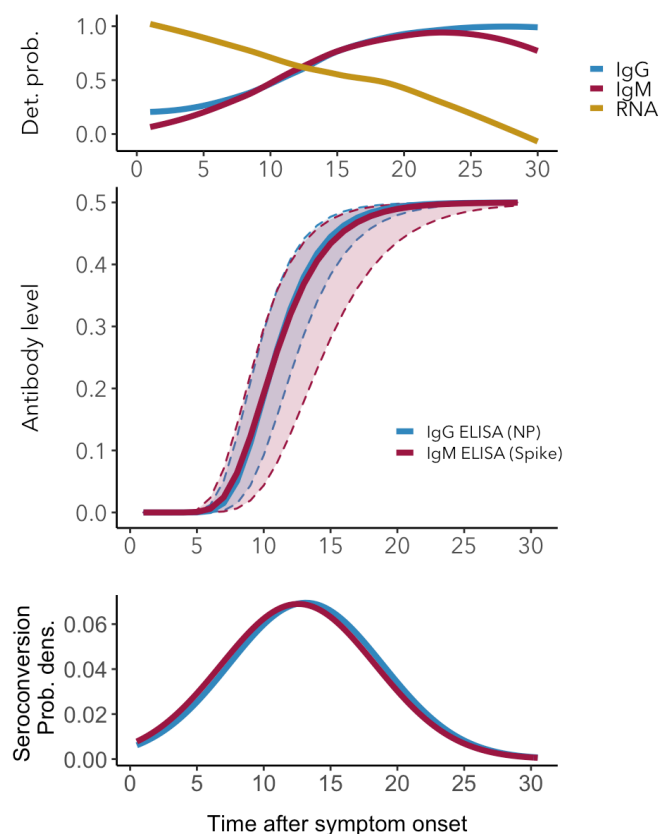 Det. prob.
1.0
0.5
0.0
0 5 10 15 20 25 30
IgG
IgM
RNA
Antibody level
0.5
0.4
0.3
0.2
0.1
0.0
IgG ELISA (NP)
IgM ELISA (Spike)
0 5 10 15 20 25 30
Seroconversion
Prob. dens.
0.06
0.04
0.02
0.00
0 5 10 15 20 25 30
Time after symptom onset